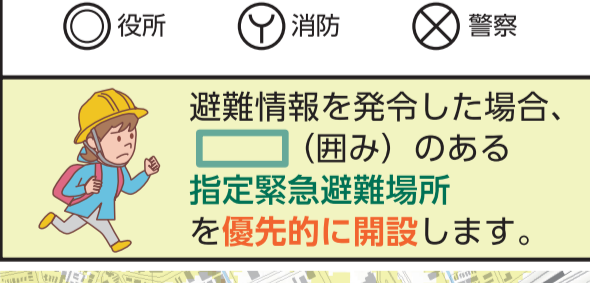 役所 消防 警察
避難情報を発令した場合、
（囲み）のある
指定緊急避難場所
を優先的に開設します。